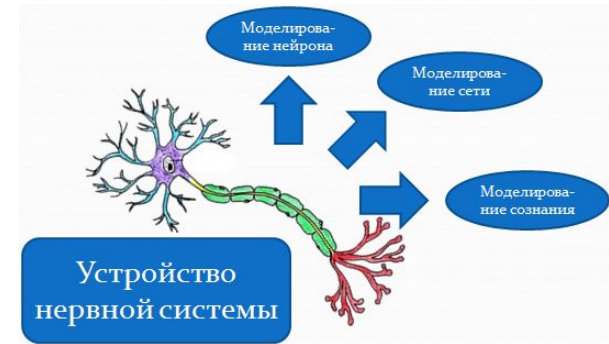 Моделирова-
ние нейрона
Моделирова-
ние сети
Моделирова-
ние сознания
Устройство
нервной системы